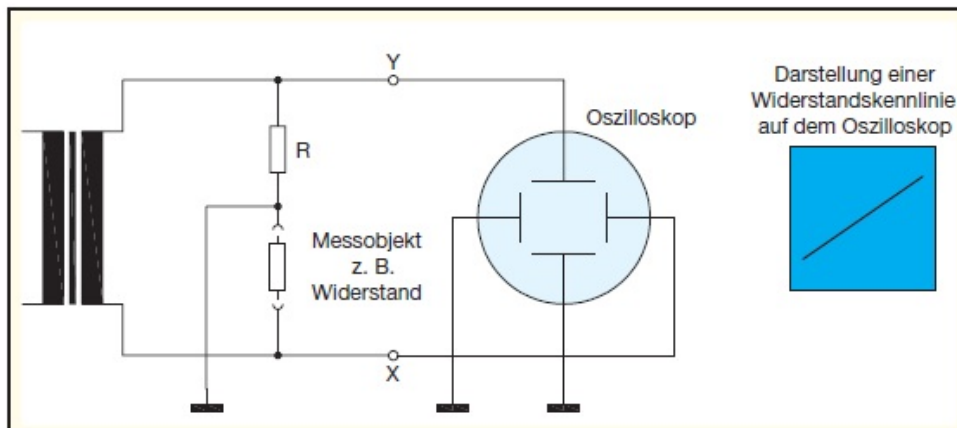 Y
Oszilloskop
Darstellung einer
Widerstandskennlinie
auf dem Oszilloskop
R
Messobjekt
z. B.
Widerstand
X